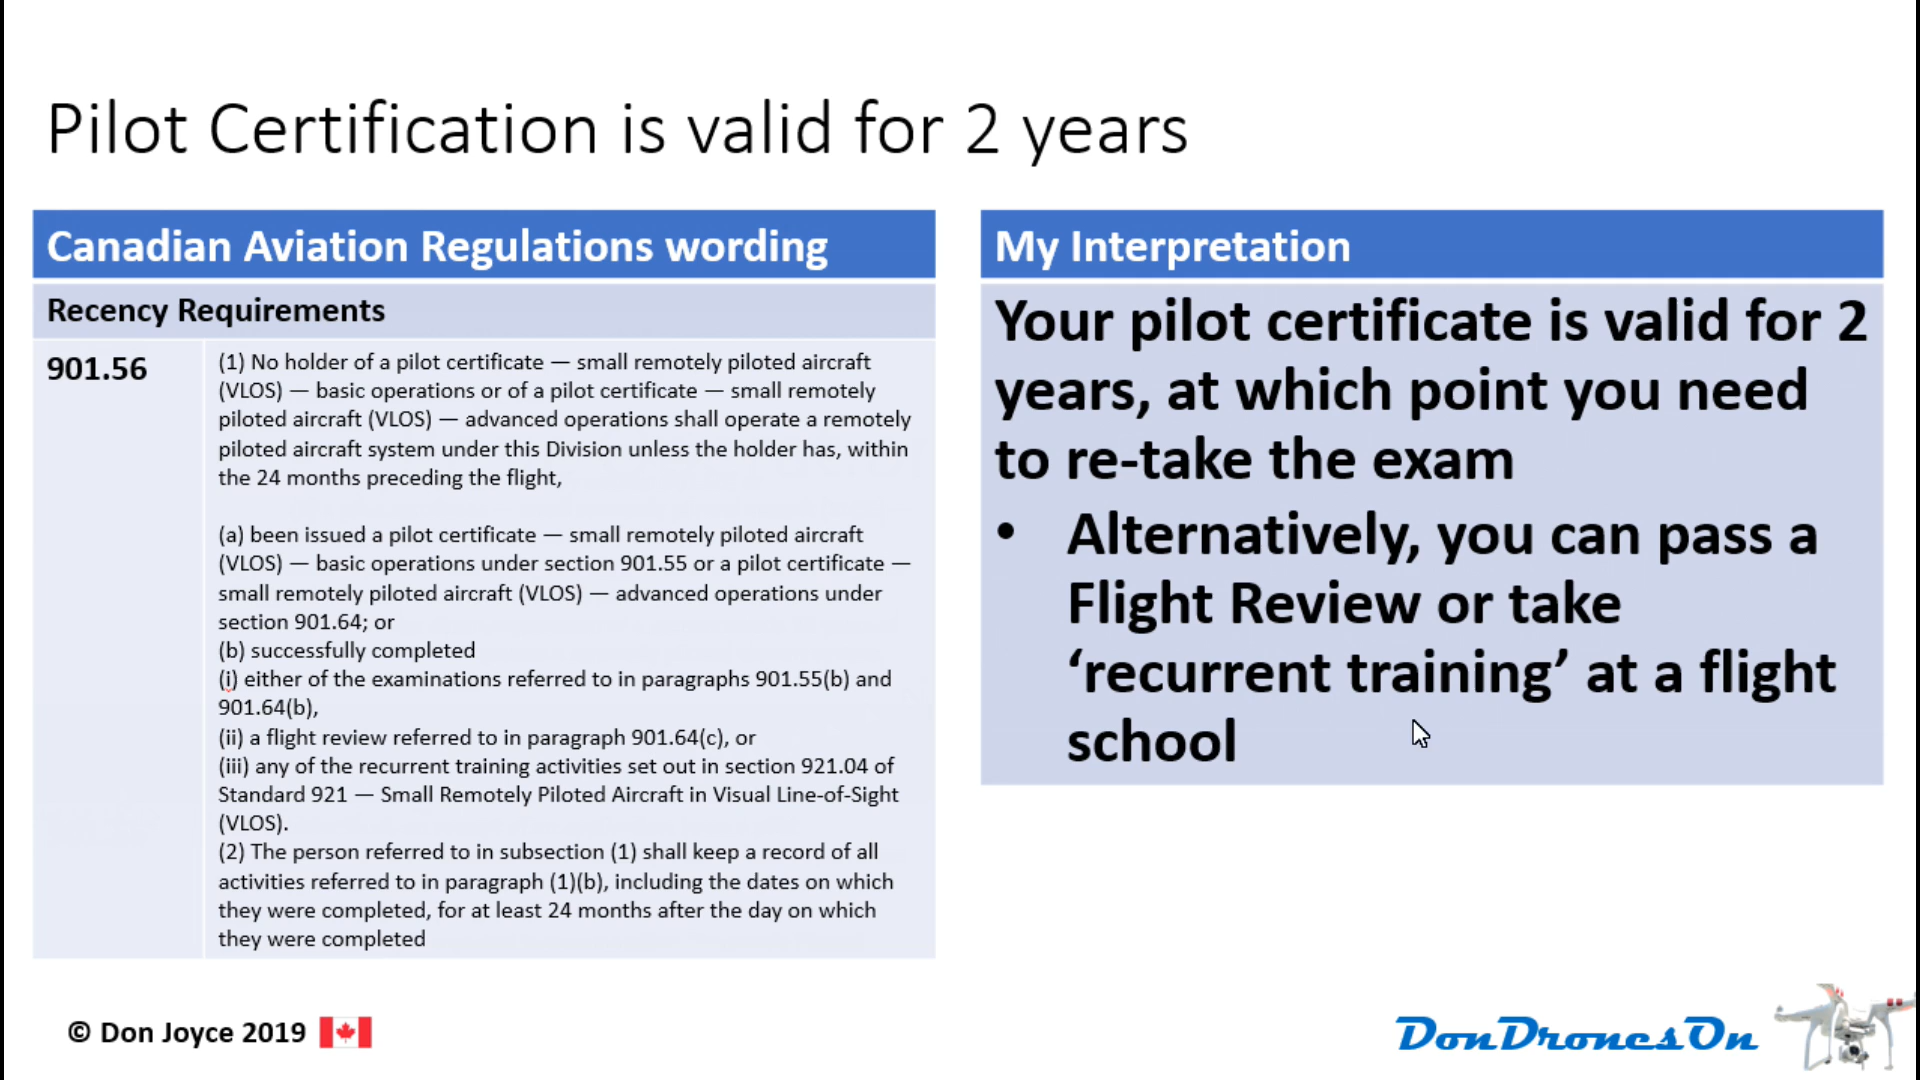 Pilot Certification is valid for 2 years
Canadian Aviation Regulations wording
Recency Requirements
901.56
(1) No holder of a pilot certificate — small remotely piloted aircraft
(VLOS) — basic operations or of a pilot certificate — small remotely
piloted aircraft (VLOS) — advanced operations shall operate a remotely
piloted aircraft system under this Division unless the holder has, within
the 24 months preceding the flight,
(a) been issued a pilot certificate — small remotely piloted aircraft
(VLOS) — basic operations under section 901.55 or a pilot certificate —
small remotely piloted aircraft (VLOS) — advanced operations under
section 901.64; or
(b) successfully completed
(i) either of the examinations referred to in paragraphs 901.55(b) and
901.64(b),
(ii) a flight review referred to in paragraph 901.64(c), or
(iii) any of the recurrent training activities set out in section 921.04 of
Standard 921 — Small Remotely Piloted Aircraft in Visual Line-of-Sight
(VLOS).
(2) The person referred to in subsection (1) shall keep a record of all
activities referred to in paragraph (1)(b), including the dates on which
they were completed, for at least 24 months after the day on which
they were completed
My Interpretation
Your pilot certificate is valid for 2
years, at which point you need
to re-take the exam
• Alternatively, you can pass a
Flight Review or take
‘recurrent training’ at a flight
school
© Don Joyce 2019
DonDronesOn